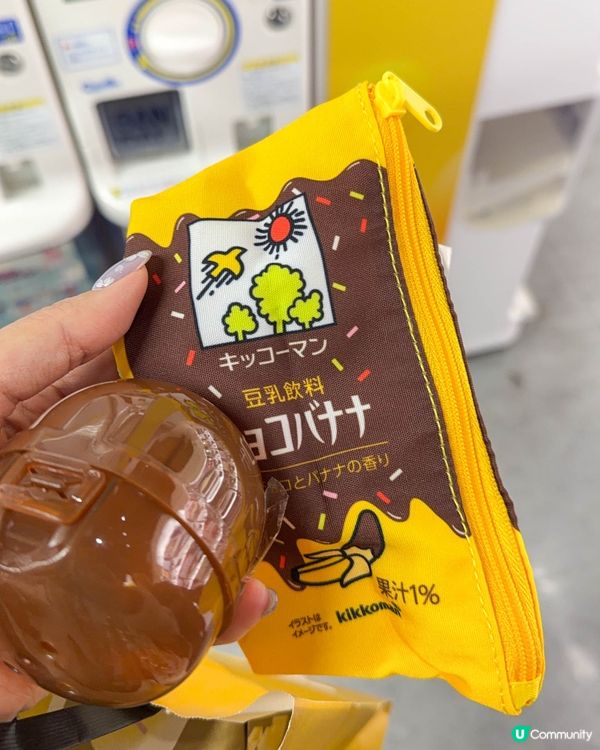 キッコーマン
豆乳飲料
ョコバナナ
コとバナナの香り
果汁1%
イラストは
イメージです。
kikkoma
U Community